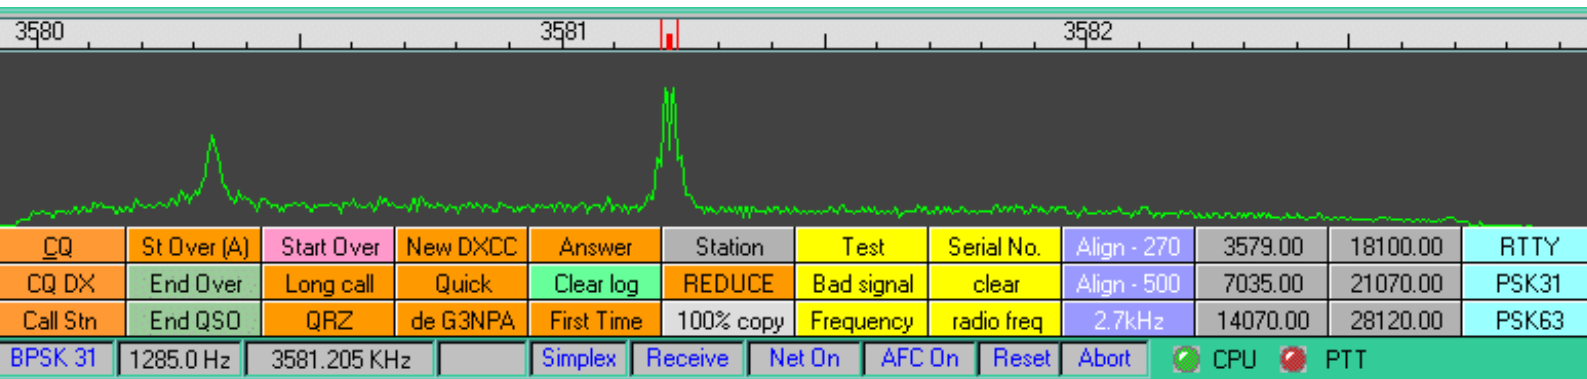 3580 3581 3582
CQ St Over (A) Start Over New DXCC Answer Station Test Serial No. Align - 270 3579.00 18100.00 RTTY
CQ DX End Over Long call Quick Clear log REDUCE Bad signal clear Align - 500 7035.00 21070.00 PSK31
Call Stn End QSO QRZ de G3NPA First Time 100% copy Frequency radio freq 2.7kHz 14070.00 28120.00 PSK63
BPSK 31 1285.0 Hz 3581.205 KHz Simplex Receive Net On AFC On Reset Abort CPU PTT